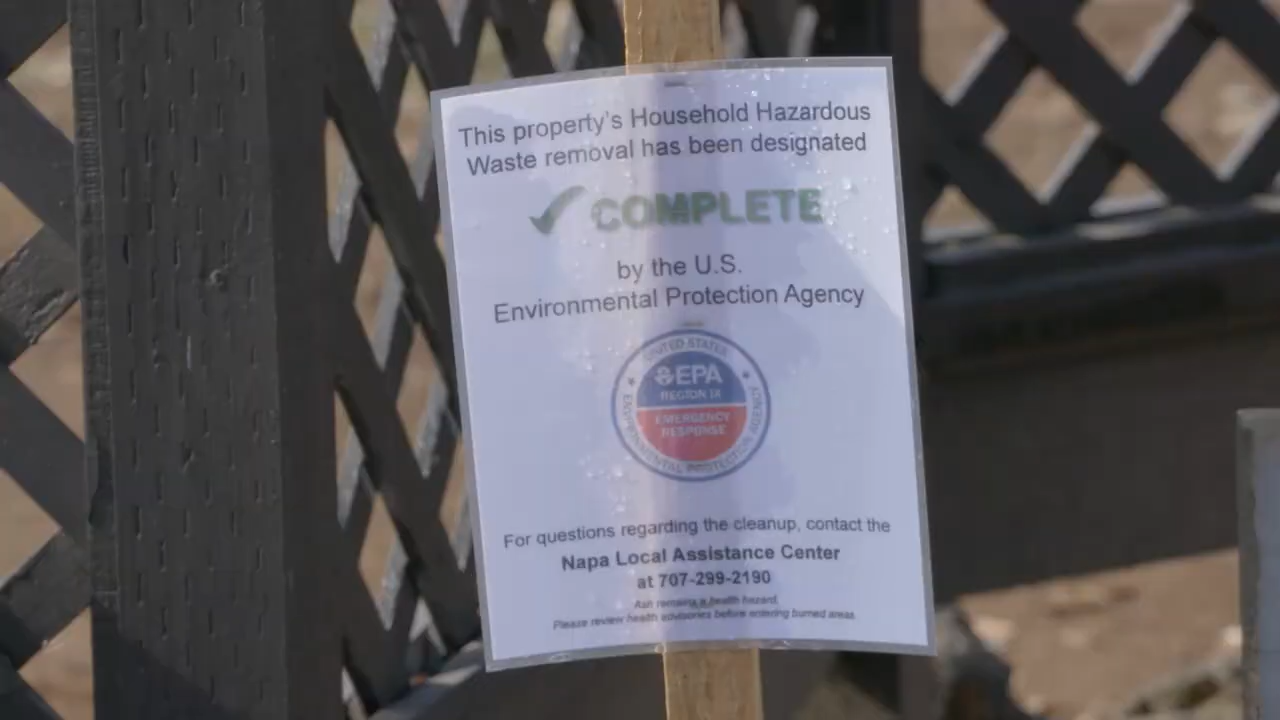 This property's Household Hazardous
Waste removal has been designated
COMPLETE
by the U.S.
Environmental Protection Agency
UNITED STATES
EPA
REGION IX
EMERGENCY
RESPONSE
ENVIRONMENTAL PROTECTION AGENCY
For questions regarding the cleanup, contact the
Napa Local Assistance Center
at 707-299-2190
Ash remains a health hazard.
Please review health advisories before entering burned areas.